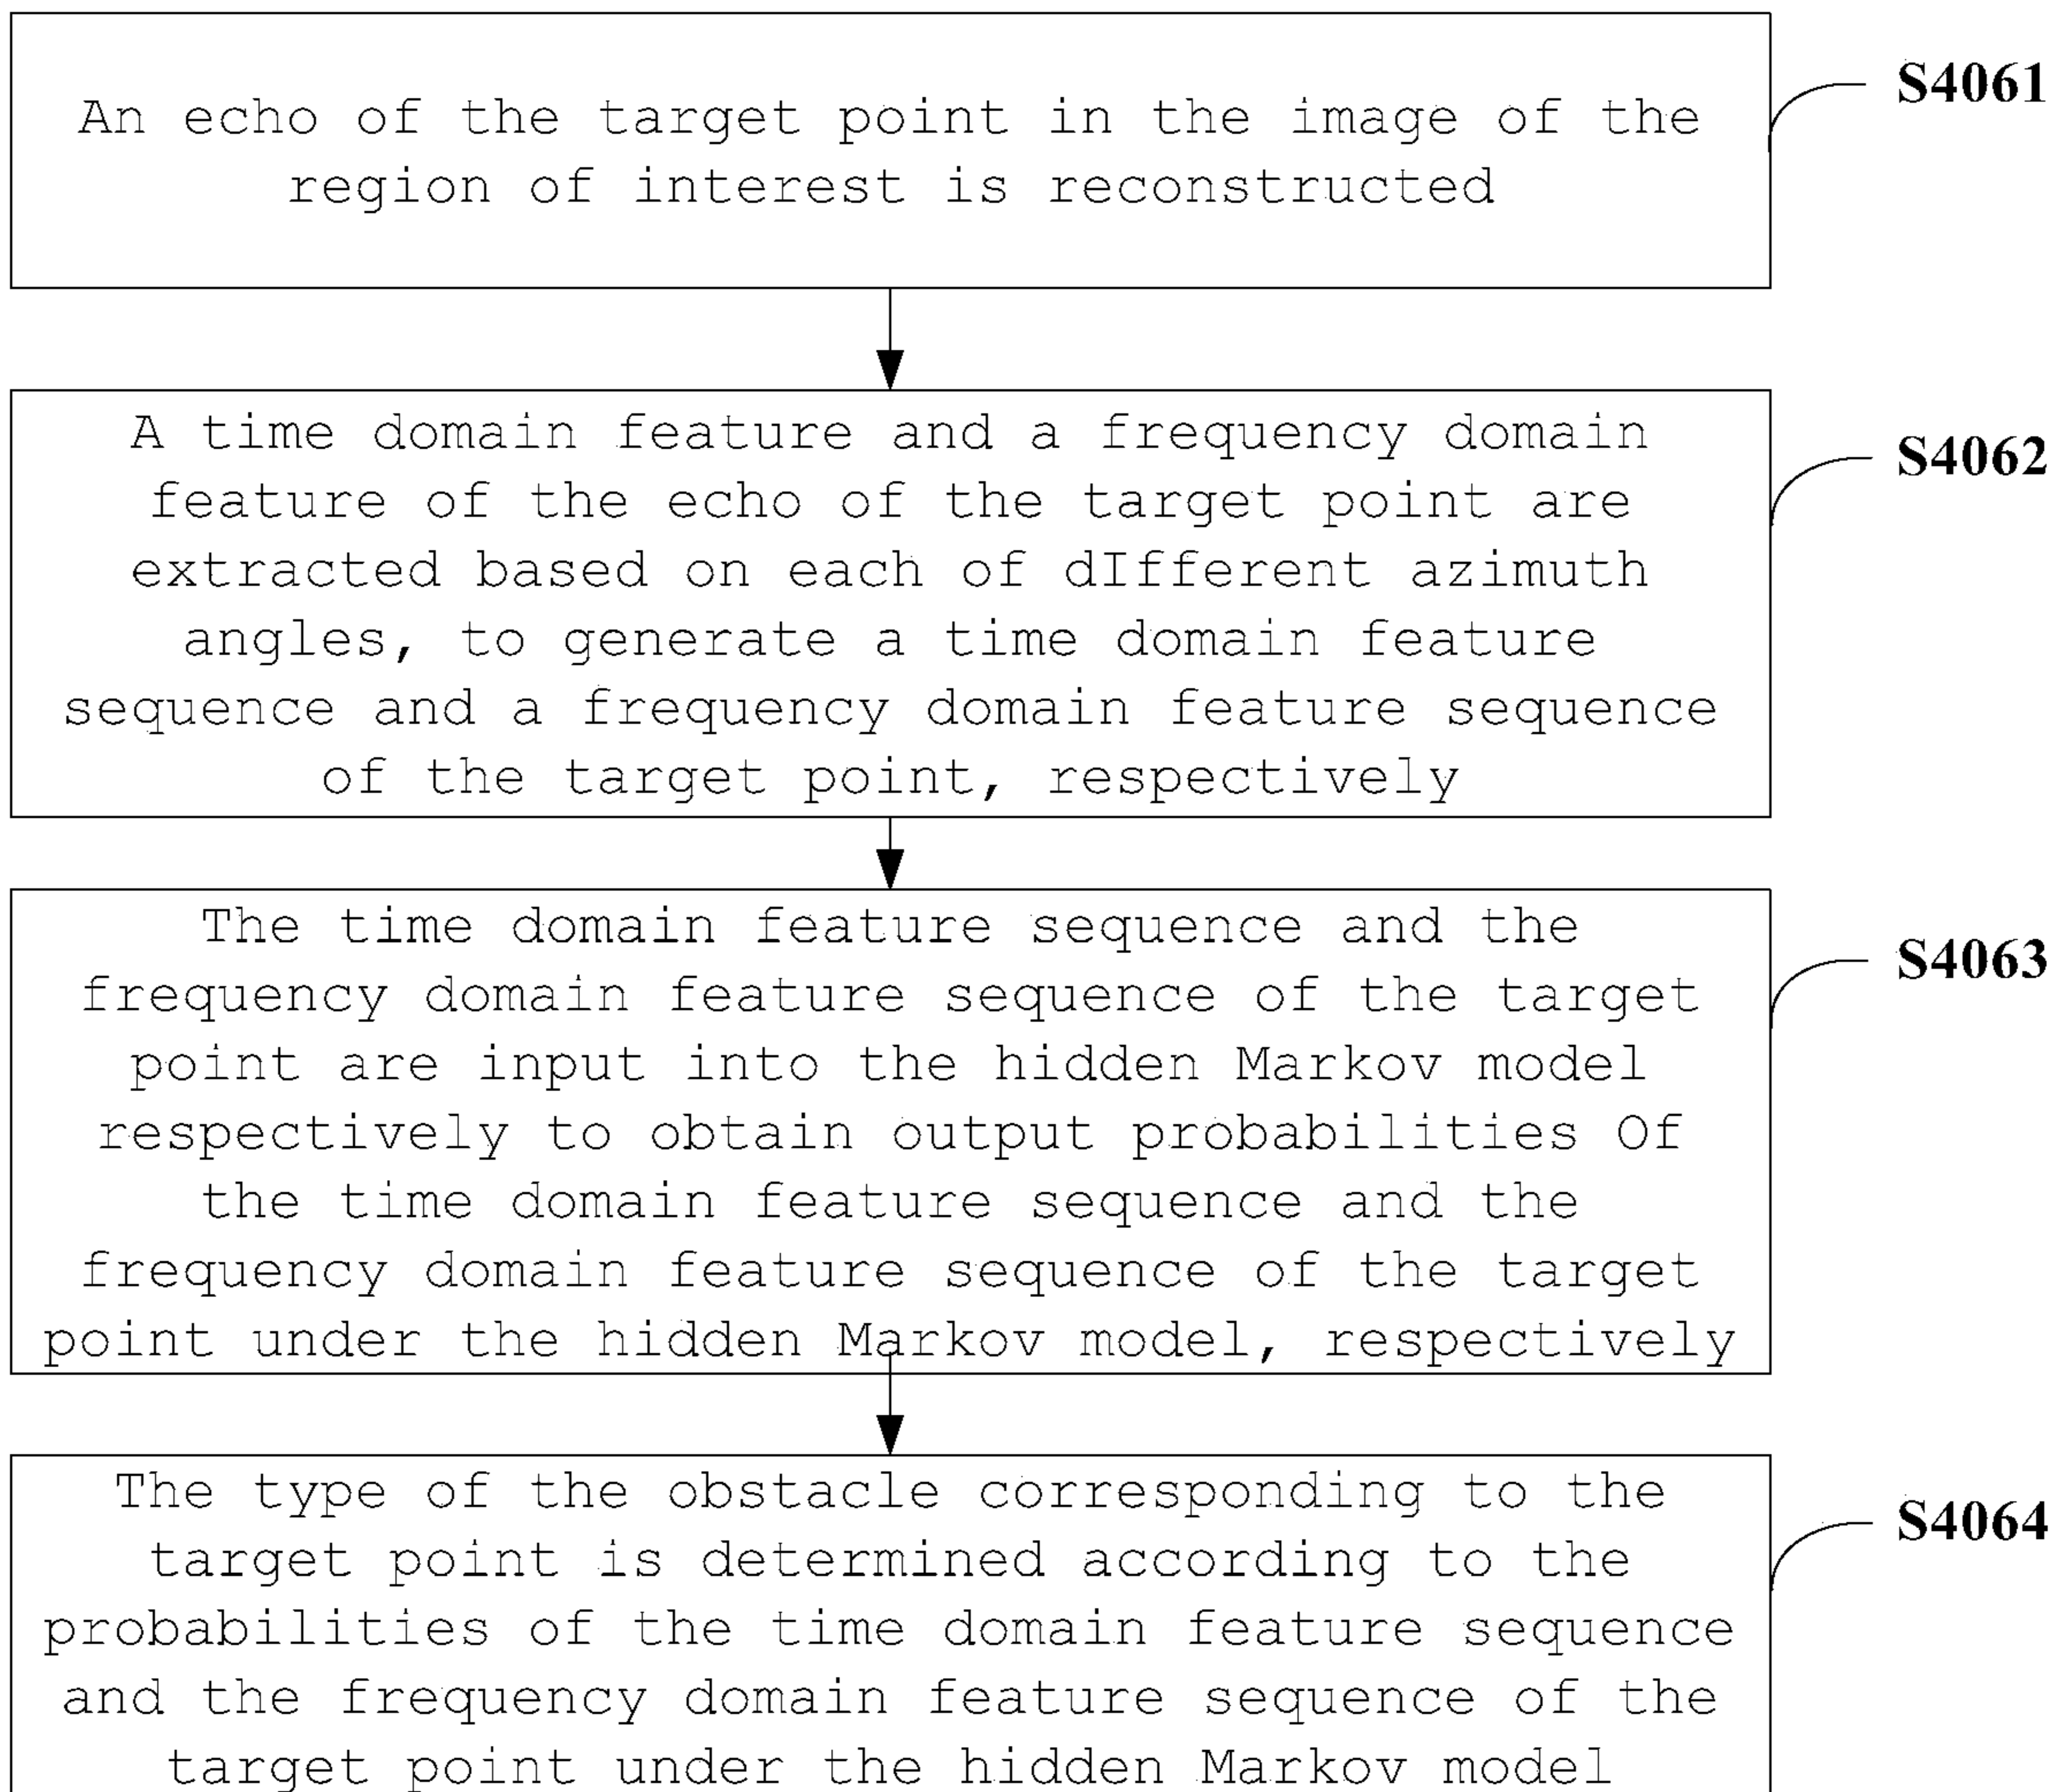 An echo of the target point in the image of the
region of interest is reconstructed
S4061
A time domain feature and a frequency domain
feature of the echo of the target point are
extracted based on each of dIfferent azimuth
angles, to generate a time domain feature
sequence and a frequency domain feature sequence
of the target point, respectively
S4062
The time domain feature sequence and the
frequency domain feature sequence of the target
point are input into the hidden Markov model
respectively to obtain output probabilities Of
the time domain feature sequence and the
frequency domain feature sequence of the target
point under the hidden Markov model, respectively
S4063
The type of the obstacle corresponding to the
target point is determined according to the
probabilities of the time domain feature sequence
and the frequency domain feature sequence of the
target point under the hidden Markov model
S4064